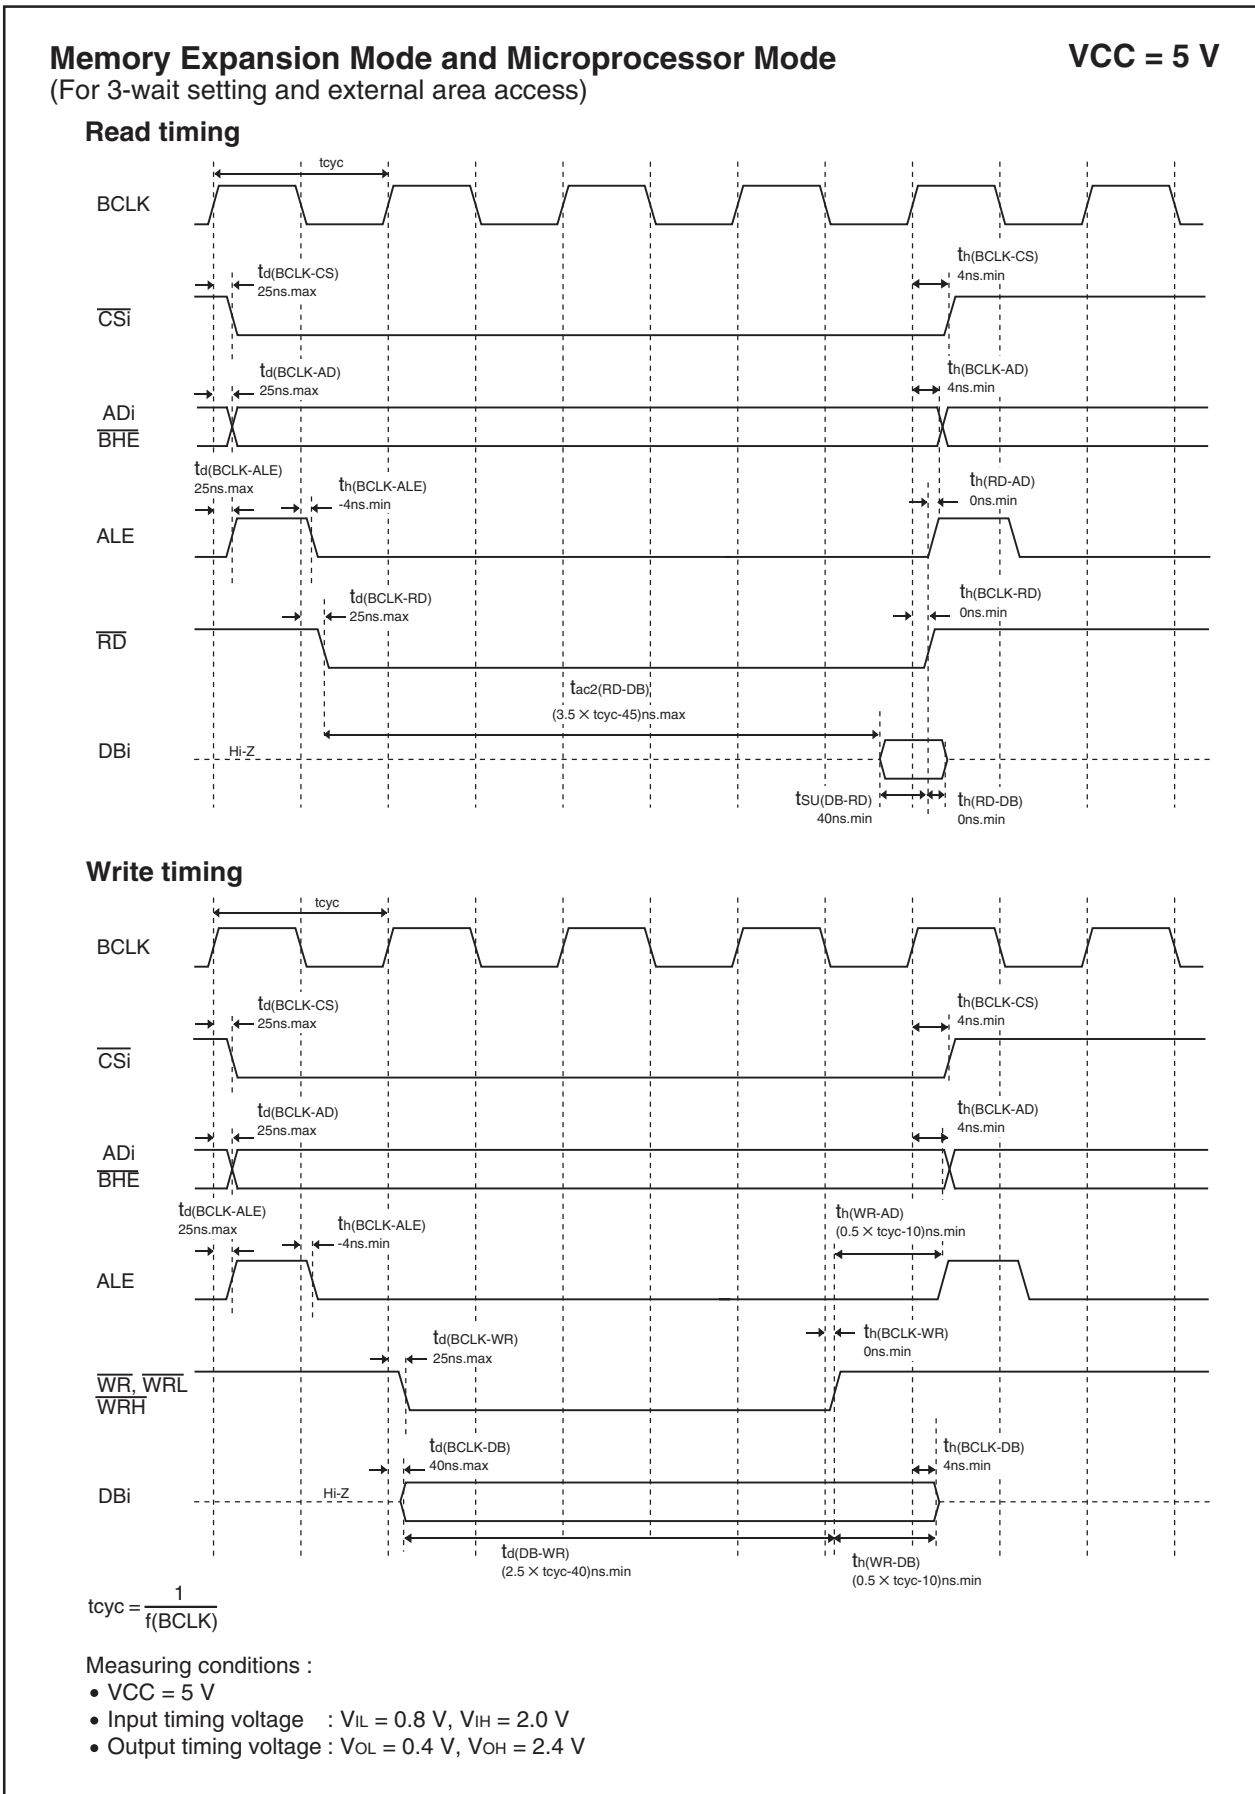 Memory Expansion Mode and Microprocessor Mode VCC = 5 V
(For 3-wait setting and external area access)
Read timing
tcyc
BCLK
td(BCLK-CS)
25ns.max
th(BCLK-CS)
4ns.min
CSi
td(BCLK-AD)
25ns.max
th(BCLK-AD)
4ns.min
ADi
BHE
td(BCLK-ALE)
25ns.max
th(BCLK-ALE)
-4ns.min
th(RD-AD)
0ns.min
ALE
td(BCLK-RD)
25ns.max
th(BCLK-RD)
0ns.min
RD
tac2(RD-DB)
(3.5 × tcyc-45)ns.max
DBi
Hi-Z
tSU(DB-RD)
40ns.min
th(RD-DB)
0ns.min
Write timing
tcyc
BCLK
td(BCLK-CS)
25ns.max
th(BCLK-CS)
4ns.min
CSi
td(BCLK-AD)
25ns.max
th(BCLK-AD)
4ns.min
ADi
BHE
td(BCLK-ALE)
25ns.max
th(BCLK-ALE)
-4ns.min
th(WR-AD)
(0.5 × tcyc-10)ns.min
ALE
td(BCLK-WR)
25ns.max
th(BCLK-WR)
0ns.min
WR, WRL
WRH
td(BCLK-DB)
40ns.max
th(BCLK-DB)
4ns.min
DBi
Hi-Z
td(DB-WR)
(2.5 × tcyc-40)ns.min
th(WR-DB)
(0.5 × tcyc-10)ns.min
tcyc = 1
f(BCLK)
Measuring conditions :
• VCC = 5 V
• Input timing voltage : VIL = 0.8 V, VIH = 2.0 V
• Output timing voltage : VOL = 0.4 V, VOH = 2.4 V